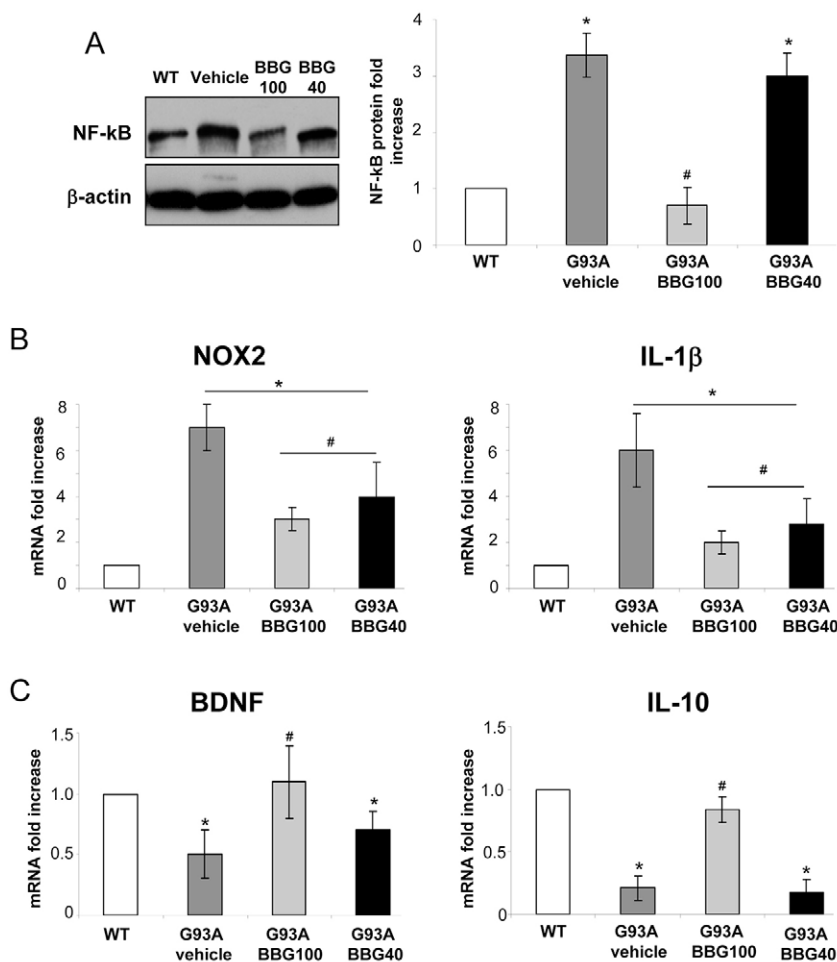 A
WT Vehicle BBG 100 BBG 40
NF-kB
β-actin
NF-kB protein fold increase
4
3
2
1
0
*
#
*
WT
G93A vehicle
G93A BBG100
G93A BBG40
B
NOX2
mRNA fold increase
8
6
4
2
0
*
#
WT
G93A vehicle
G93A BBG100
G93A BBG40
IL-1β
mRNA fold increase
8
6
4
2
0
*
#
WT
G93A vehicle
G93A BBG100
G93A BBG40
C
BDNF
mRNA fold increase
1.5
1.0
0.5
0
*
#
*
WT
G93A vehicle
G93A BBG100
G93A BBG40
IL-10
mRNA fold increase
1.5
1.0
0.5
0
*
#
*
WT
G93A vehicle
G93A BBG100
G93A BBG40